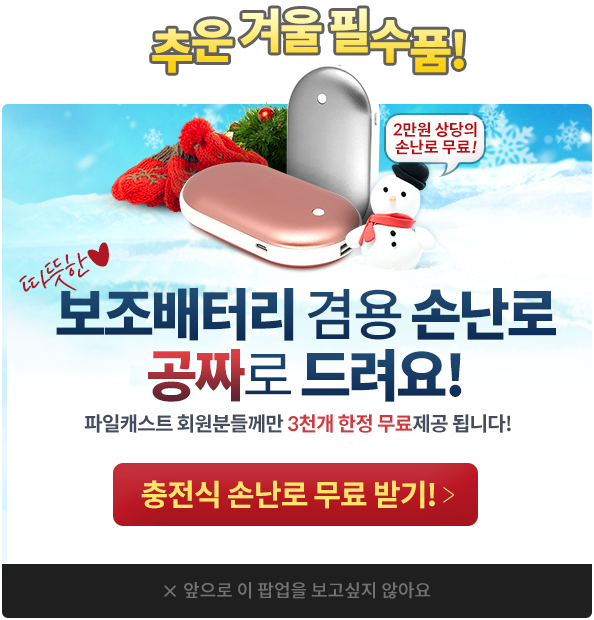 추운 겨울 필수품!
2만원 상당의
손난로 무료!
따뜻한
보조배터리 겸용 손난로
공짜로 드려요!
파일캐스트 회원분들께만 3천개 한정 무료제공 됩니다!
충전식 손난로 무료 받기! >
× 앞으로 이 팝업을 보고싶지 않아요